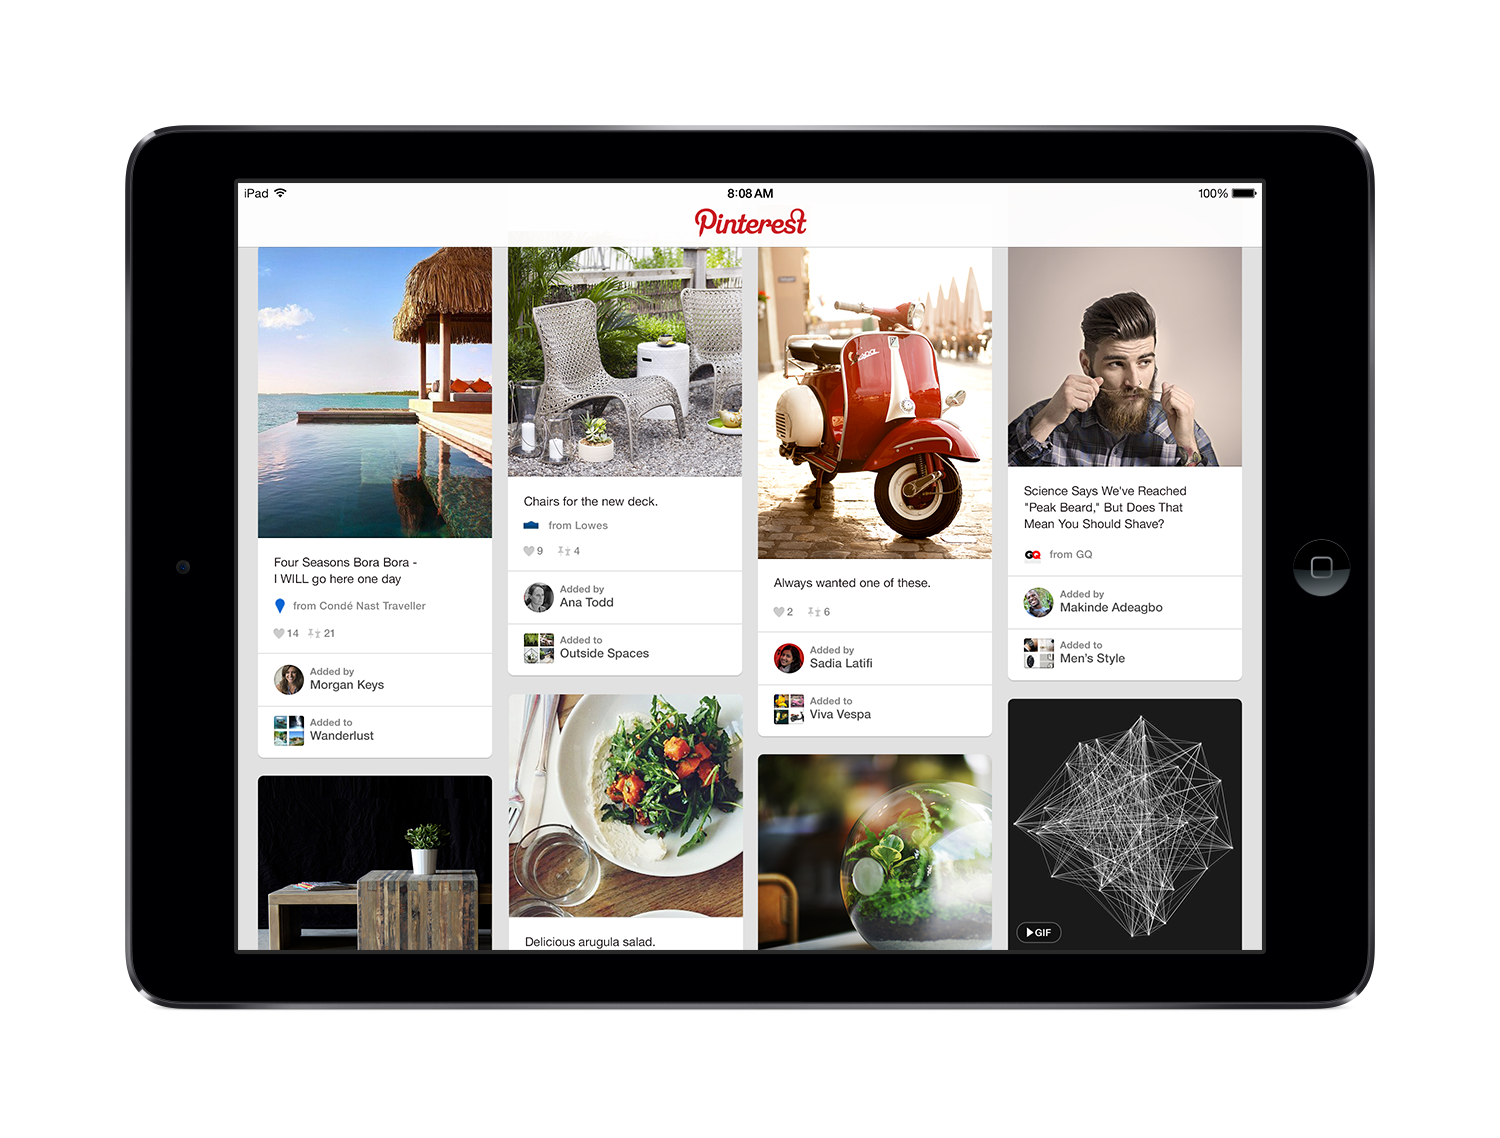 iPad
8:08 AM
100%
Pinterest
Four Seasons Bora Bora -
I WILL go here one day
from Condé Nast Traveller
14 21
Added by
Morgan Keys
Added to
Wanderlust
Chairs for the new deck.
from Lowes
9 4
Added by
Ana Todd
Added to
Outside Spaces
Delicious arugula salad.
Vespa
Always wanted one of these.
2 6
Added by
Sadia Latifi
Added to
Viva Vespa
Science Says We've Reached
"Peak Beard," But Does That
Mean You Should Shave?
GQ
from GQ
Added by
Makinde Adeagbo
Added to
Men's Style
GIF